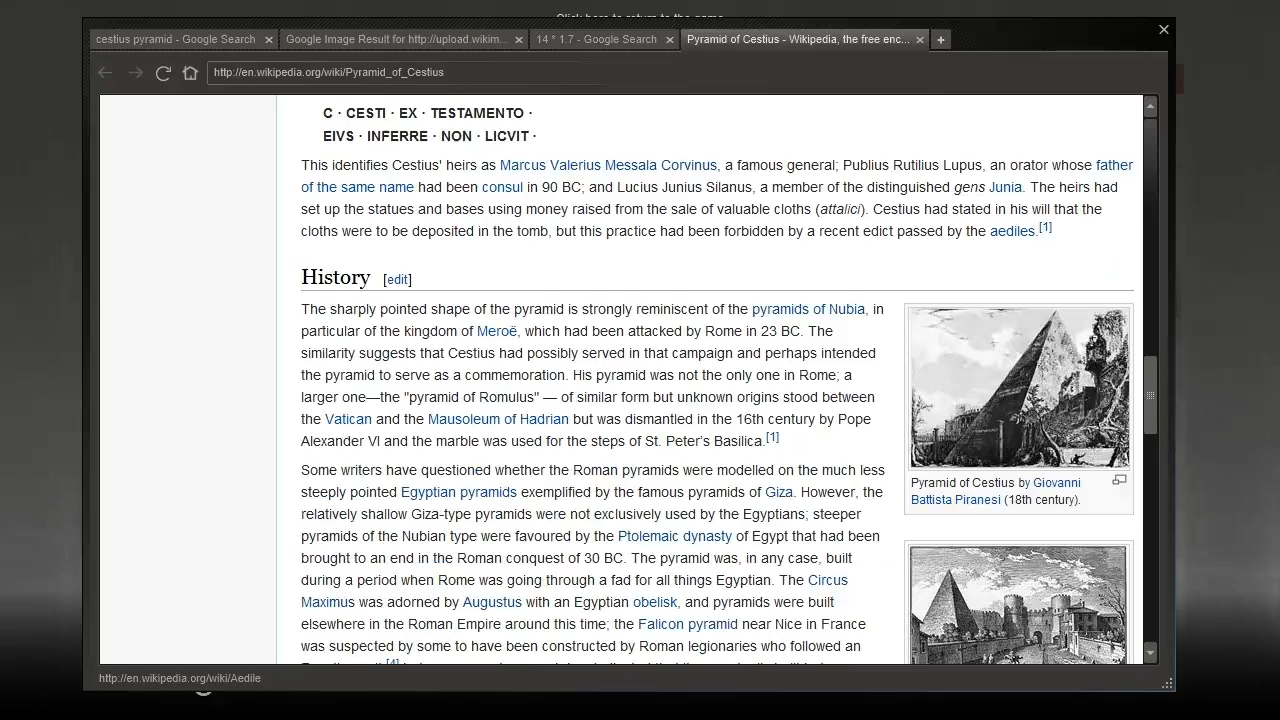 Click here to return to the game
cestius pyramid - Google Search
Google Image Result for http://upload.wikim...
14 * 1.7 - Google Search
Pyramid of Cestius - Wikipedia, the free enc...
http://en.wikipedia.org/wiki/Pyramid_of_Cestius
C · CESTI · EX · TESTAMENTO ·
EIVS · INFERRE · NON · LICVIT ·
This identifies Cestius' heirs as Marcus Valerius Messala Corvinus, a famous general; Publius Rutilius Lupus, an orator whose father
of the same name had been consul in 90 BC; and Lucius Junius Silanus, a member of the distinguished gens Junia. The heirs had
set up the statues and bases using money raised from the sale of valuable cloths (attalici). Cestius had stated in his will that the
cloths were to be deposited in the tomb, but this practice had been forbidden by a recent edict passed by the aediles.[1]
History [edit]
The sharply pointed shape of the pyramid is strongly reminiscent of the pyramids of Nubia, in
particular of the kingdom of Meroë, which had been attacked by Rome in 23 BC. The
similarity suggests that Cestius had possibly served in that campaign and perhaps intended
the pyramid to serve as a commemoration. His pyramid was not the only one in Rome; a
larger one—the "pyramid of Romulus" — of similar form but unknown origins stood between
the Vatican and the Mausoleum of Hadrian but was dismantled in the 16th century by Pope
Alexander VI and the marble was used for the steps of St. Peter's Basilica.[1]
Some writers have questioned whether the Roman pyramids were modelled on the much less
steeply pointed Egyptian pyramids exemplified by the famous pyramids of Giza. However, the
relatively shallow Giza-type pyramids were not exclusively used by the Egyptians; steeper
pyramids of the Nubian type were favoured by the Ptolemaic dynasty of Egypt that had been
brought to an end in the Roman conquest of 30 BC. The pyramid was, in any case, built
during a period when Rome was going through a fad for all things Egyptian. The Circus
Maximus was adorned by Augustus with an Egyptian obelisk, and pyramids were built
elsewhere in the Roman Empire around this time; the Falicon pyramid near Nice in France
was suspected by some to have been constructed by Roman legionaries who followed an
Pyramid of Cestius by Giovanni
Battista Piranesi (18th century).
http://en.wikipedia.org/wiki/Aedile